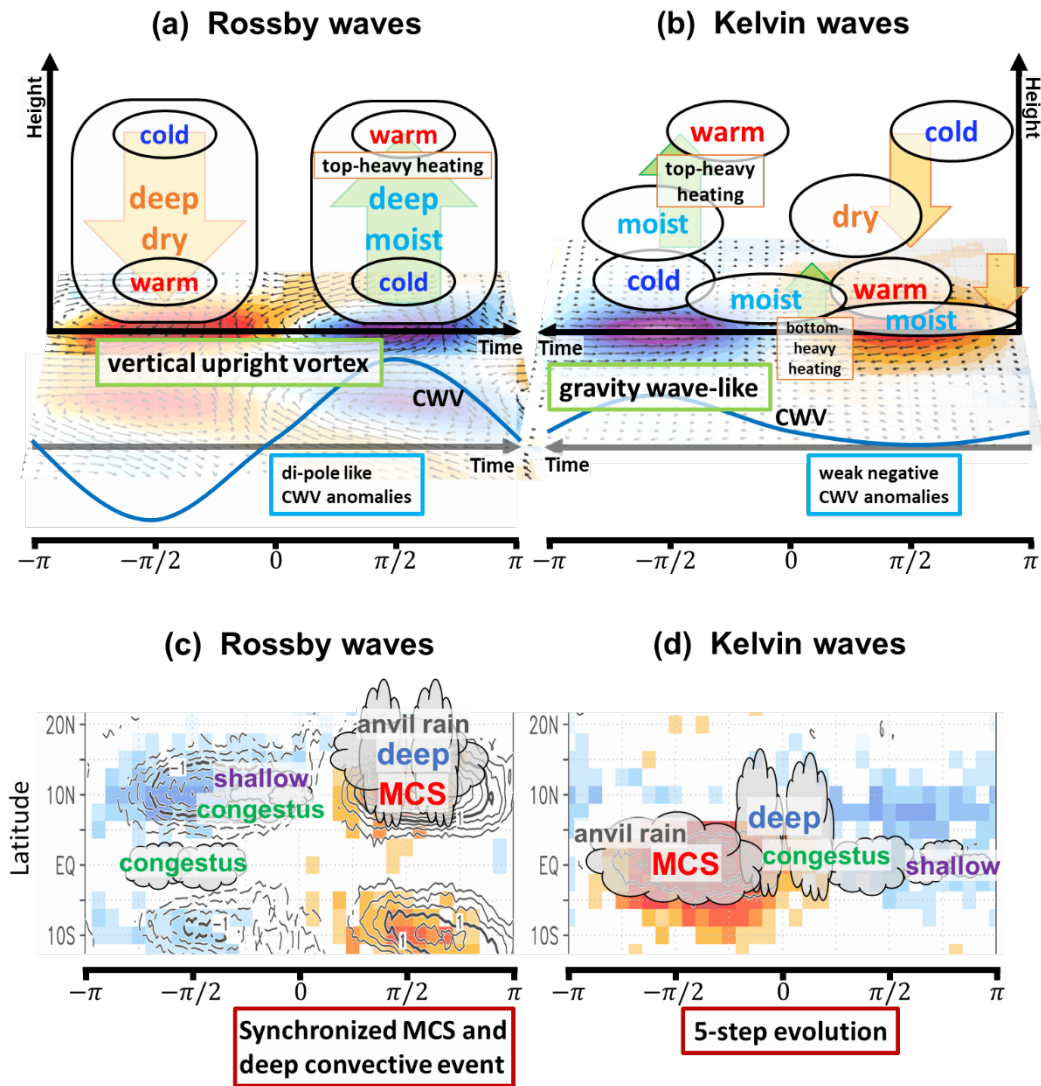 (a) Rossby waves
Height
cold
deep
dry
warm
warm
top-heavy heating
deep
moist
cold
Time
vertical upright vortex
CWV
Time
di-pole like
CWV anomalies
−π
−π/2
0
π/2
π
(b) Kelvin waves
Height
warm
cold
top-heavy
heating
moist
dry
cold
moist
warm
moist
bottom-
heavy
heating
Time
gravity wave-like
CWV
Time
weak negative
CWV anomalies
−π
−π/2
0
π/2
π
(c) Rossby waves
Latitude
20N
10N
EQ
10S
anvil rain
deep
MCS
shallow
congestus
congestus
-1
1
1
−π
−π/2
0
π/2
π
Synchronized MCS and
deep convective event
(d) Kelvin waves
20N
10N
EQ
10S
deep
anvil rain
MCS
congestus
shallow
−π
−π/2
0
π/2
π
5-step evolution